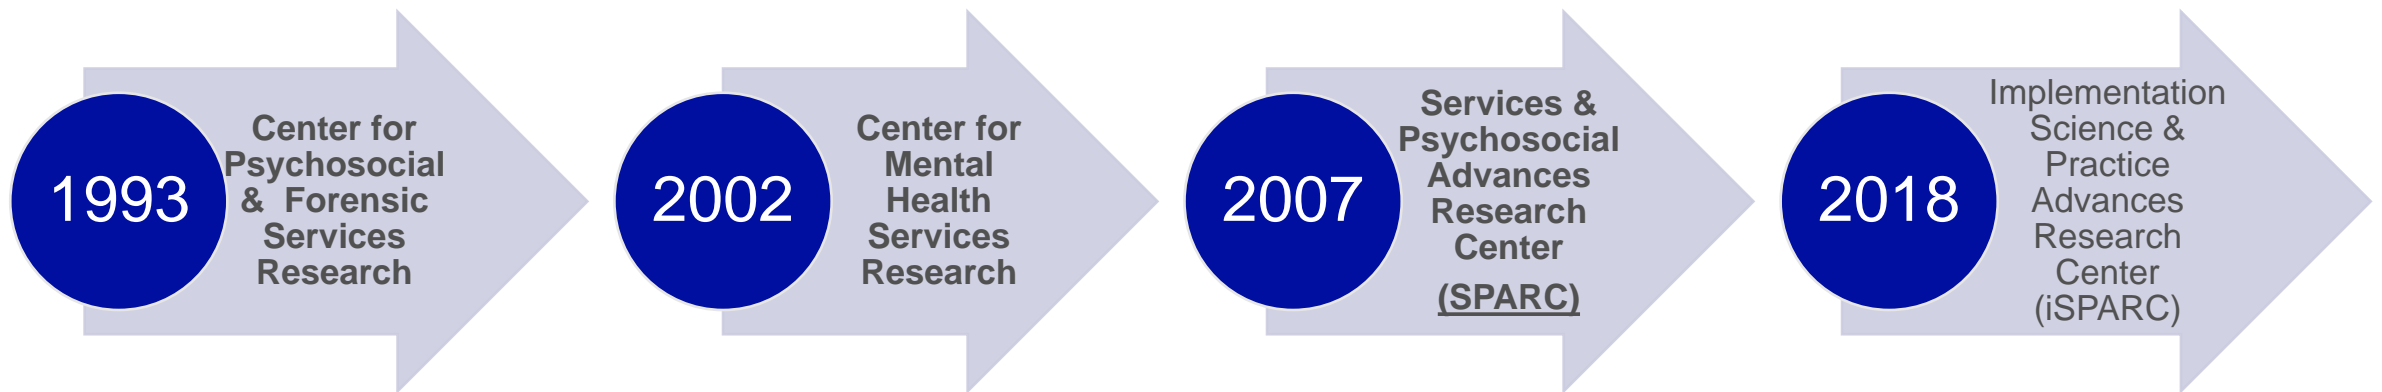 1993
Center for
Psychosocial
& Forensic
Services
Research
2002
Center for
Mental
Health
Services
Research
2007
Services &
Psychosocial
Advances
Research
Center
(SPARC)
2018
Implementation
Science &
Practice
Advances
Research
Center
(iSPARC)